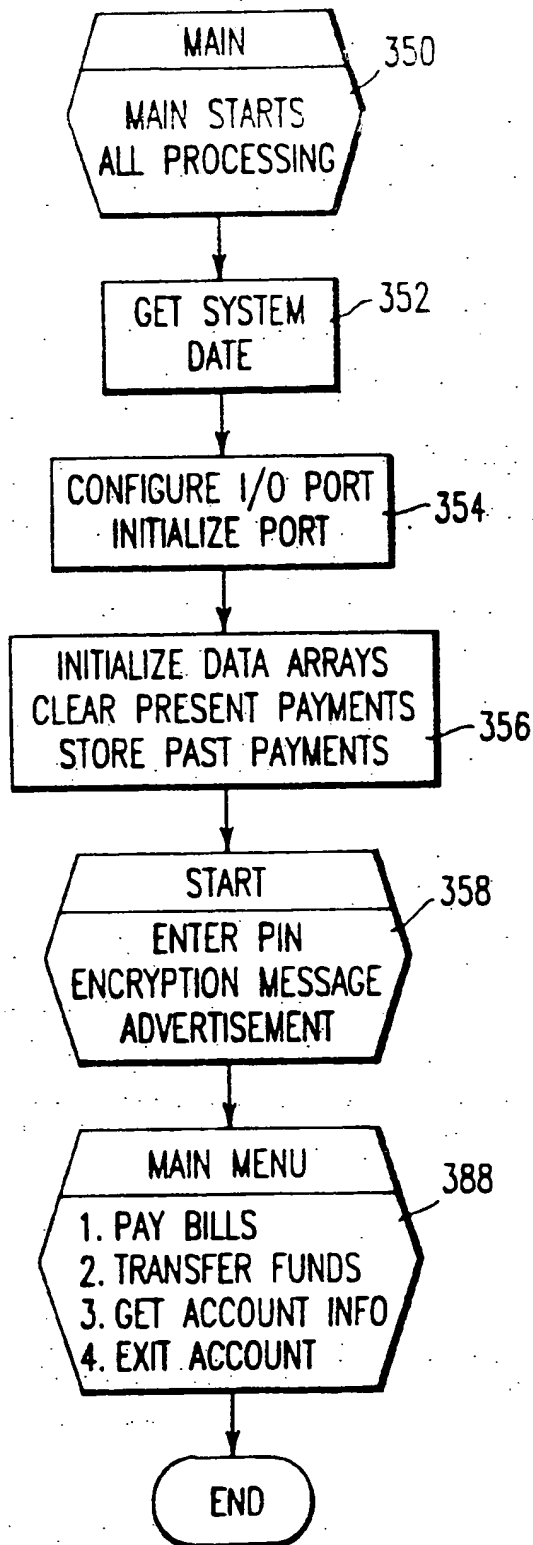 MAIN
350
MAIN STARTS
ALL PROCESSING
GET SYSTEM
DATE
352
CONFIGURE I/O PORT
INITIALIZE PORT
354
INITIALIZE DATA ARRAYS
CLEAR PRESENT PAYMENTS
STORE PAST PAYMENTS
356
START
358
ENTER PIN
ENCRYPTION MESSAGE
ADVERTISEMENT
MAIN MENU
388
1. PAY BILLS
2. TRANSFER FUNDS
3. GET ACCOUNT INFO
4. EXIT ACCOUNT
END